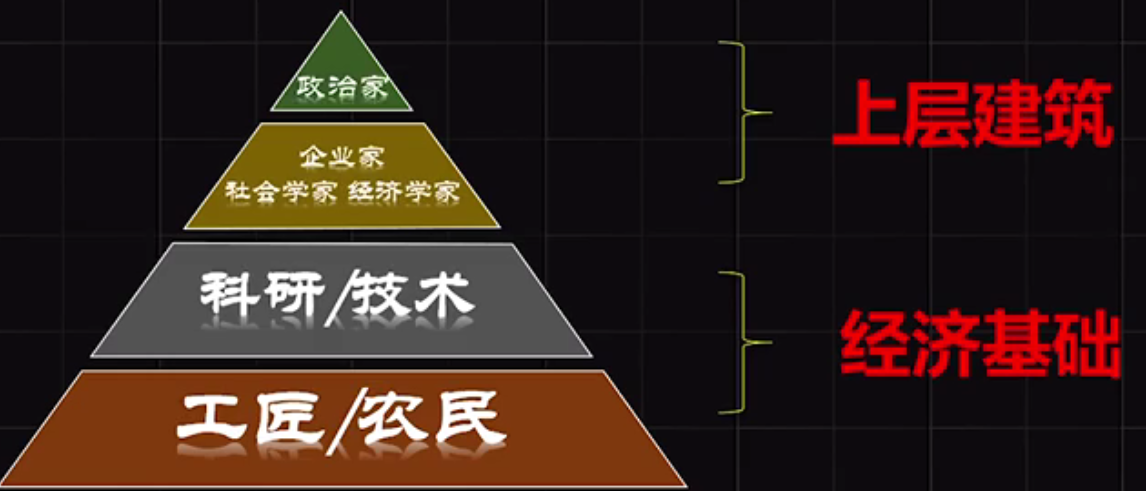 政治家
企业家
社会学家 经济学家
上层建筑
科研/技术
工匠/农民
经济基础